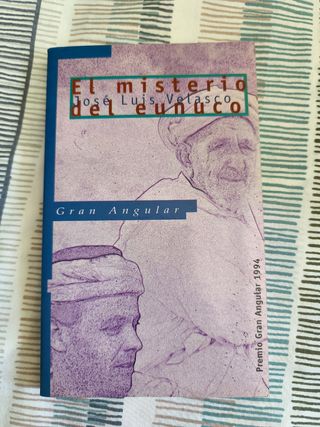 El misterio
José Luis Velasco
del eunuco
Gran Angular
Premio Gran Angular 1994